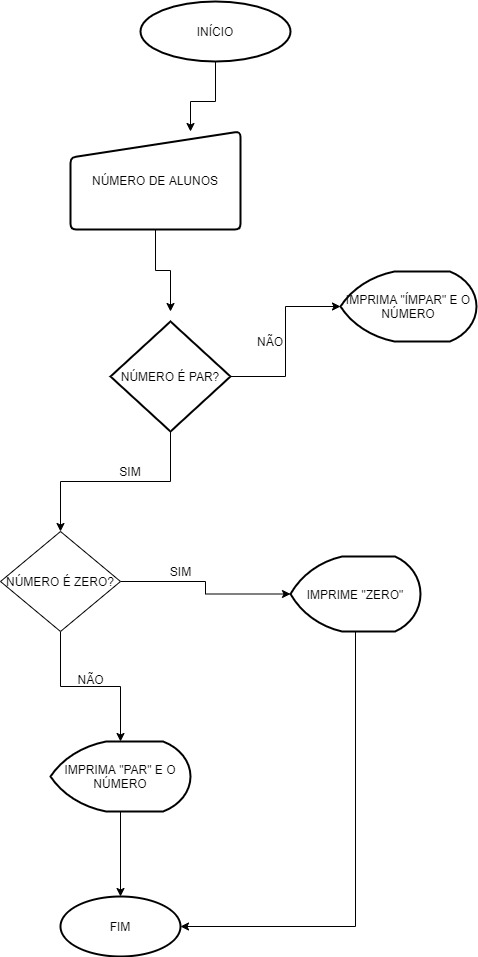 INÍCIO
NÚMERO DE ALUNOS
IMPRIMA "ÍMPAR" E O
NÚMERO
NÃO
NÚMERO É PAR?
SIM
NÚMERO É ZERO?
SIM
IMPRIME "ZERO"
NÃO
IMPRIMA "PAR" E O
NÚMERO
FIM